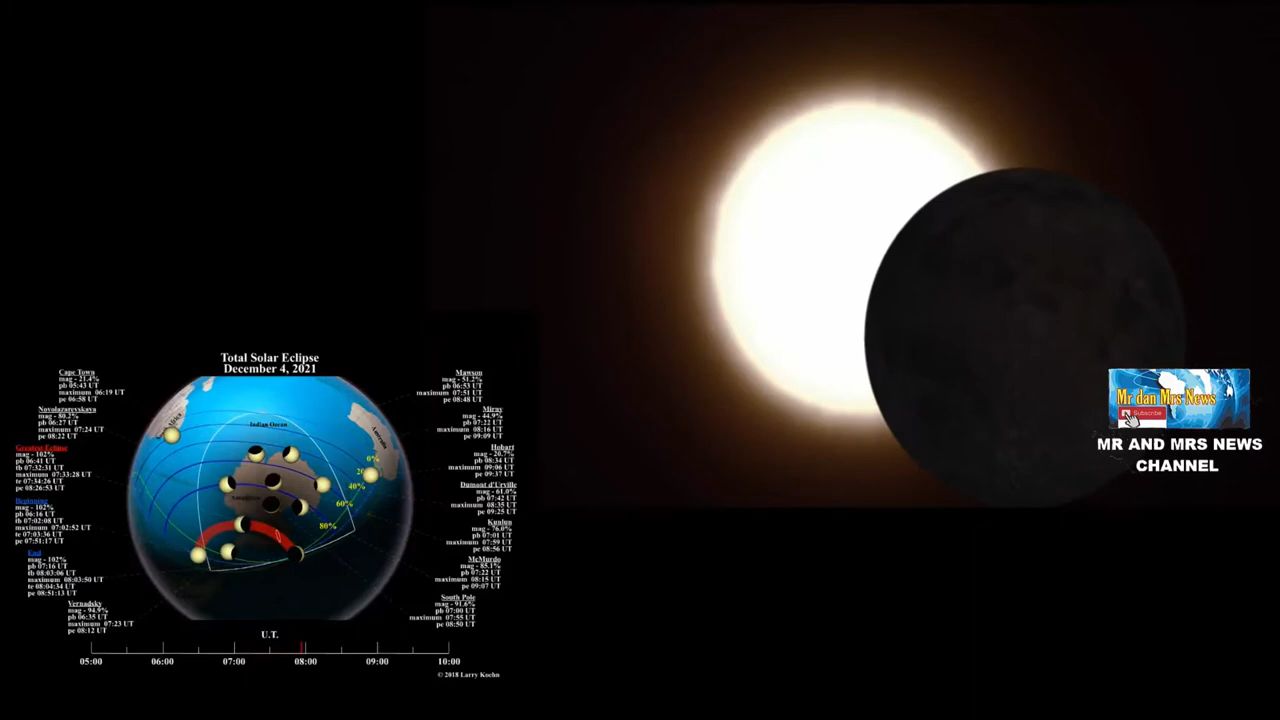 Total Solar Eclipse
December 4, 2021
Cape Town
mag - 21.4%
pb 05:43 UT
maximum 06:19 UT
pe 06:58 UT
Novolazarevskaya
mag - 80.2%
pb 06:27 UT
maximum 07:24 UT
pe 08:22 UT
Greatest Eclipse
mag - 102%
pb 06:41 UT
tb 07:32:31 UT
maximum 07:33:28 UT
te 07:34:26 UT
pe 08:26:53 UT
Beginning
mag - 102%
pb 06:16 UT
tb 07:02:08 UT
maximum 07:02:52 UT
te 07:03:36 UT
pe 07:51:17 UT
End
mag - 102%
pb 07:16 UT
tb 08:03:06 UT
maximum 08:03:50 UT
te 08:04:34 UT
pe 08:51:13 UT
Vernadsky
mag - 94.9%
pb 06:35 UT
maximum 07:23 UT
pe 08:12 UT
Indian Ocean
0%
40%
60%
80%
Mawson
mag - 51.2%
pb 06:53 UT
maximum 07:51 UT
pe 08:48 UT
Mirny
mag - 44.9%
pb 07:22 UT
maximum 08:16 UT
pe 09:09 UT
Hobart
mag - 20.7%
pb 08:34 UT
maximum 09:06 UT
pe 09:37 UT
Dumont d'Urville
mag - 61.0%
pb 07:42 UT
maximum 08:35 UT
pe 09:25 UT
Kunlun
mag - 76.0%
pb 07:01 UT
maximum 07:59 UT
pe 08:56 UT
McMurdo
mag - 85.1%
pb 07:22 UT
maximum 08:15 UT
pe 09:07 UT
South Pole
mag - 91.6%
pb 07:00 UT
maximum 07:55 UT
pe 08:50 UT
U.T.
05:00 06:00 07:00 08:00 09:00 10:00
© 2018 Larry Koehn
Mr dan Mrs News
Subscribe
MR AND MRS NEWS
CHANNEL